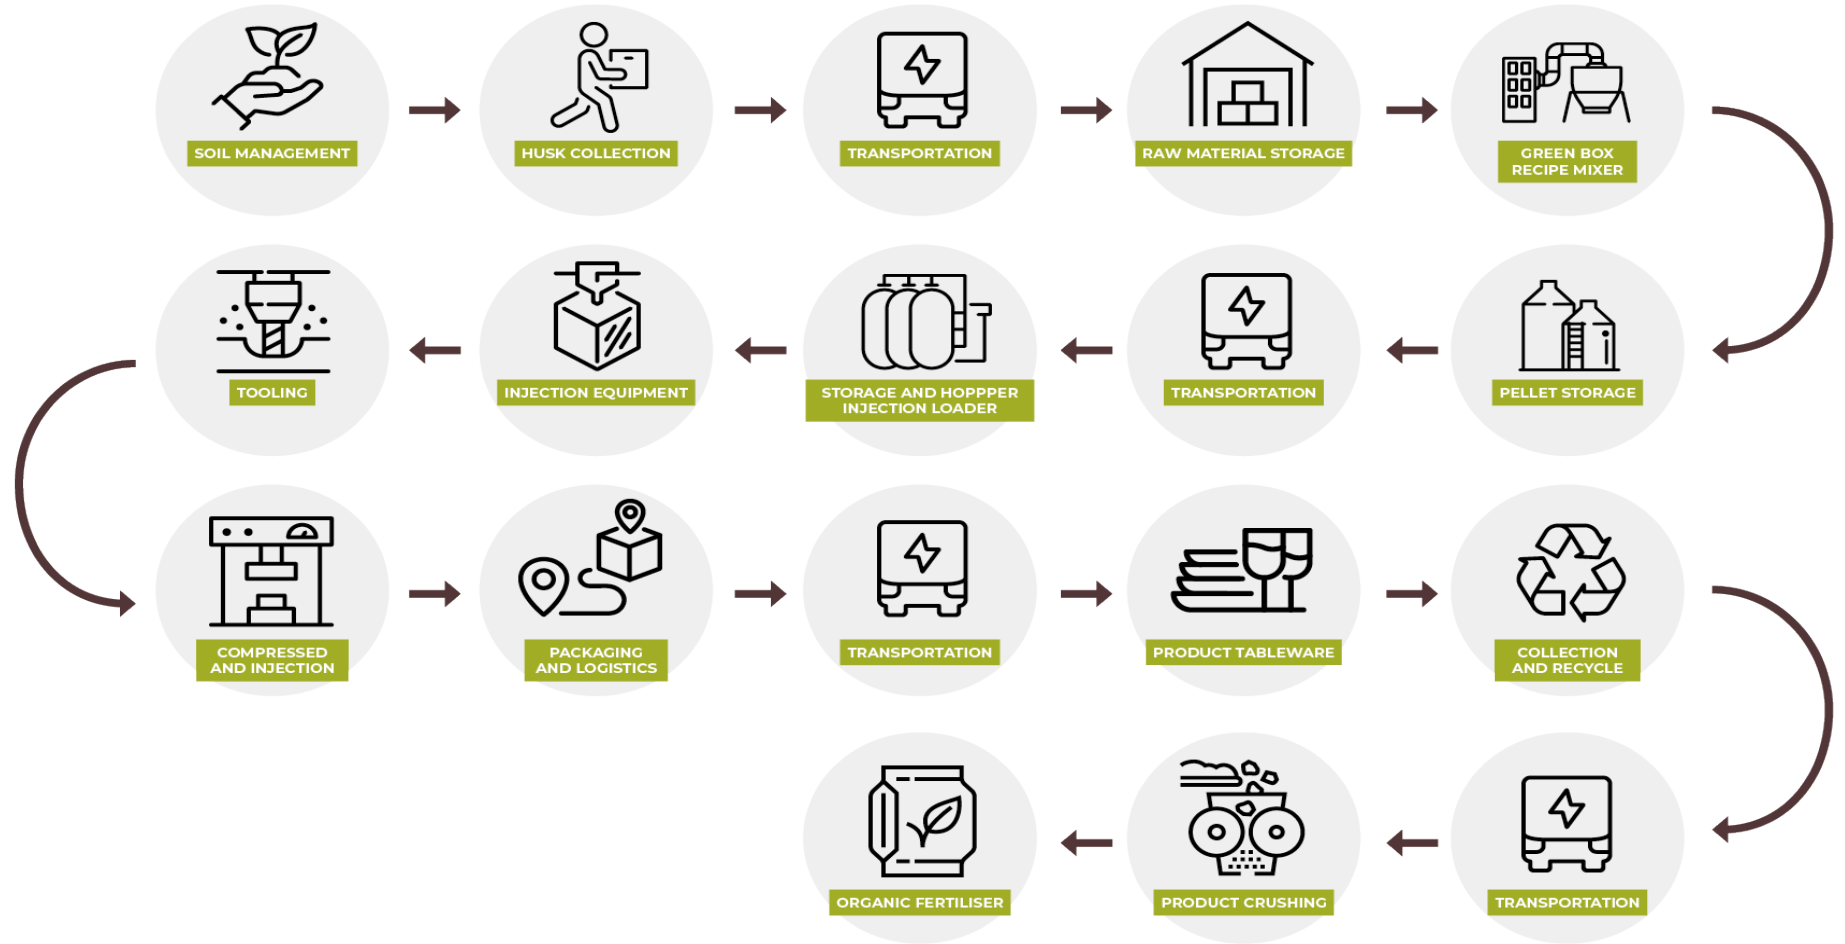 SOIL MANAGEMENT
HUSK COLLECTION
TRANSPORTATION
RAW MATERIAL STORAGE
GREEN BOX
RECIPE MIXER
PELLET STORAGE
TRANSPORTATION
STORAGE AND HOPPPER
INJECTION LOADER
INJECTION EQUIPMENT
TOOLING
COMPRESSED
AND INJECTION
PACKAGING
AND LOGISTICS
TRANSPORTATION
PRODUCT TABLEWARE
COLLECTION
AND RECYCLE
TRANSPORTATION
PRODUCT CRUSHING
ORGANIC FERTILISER